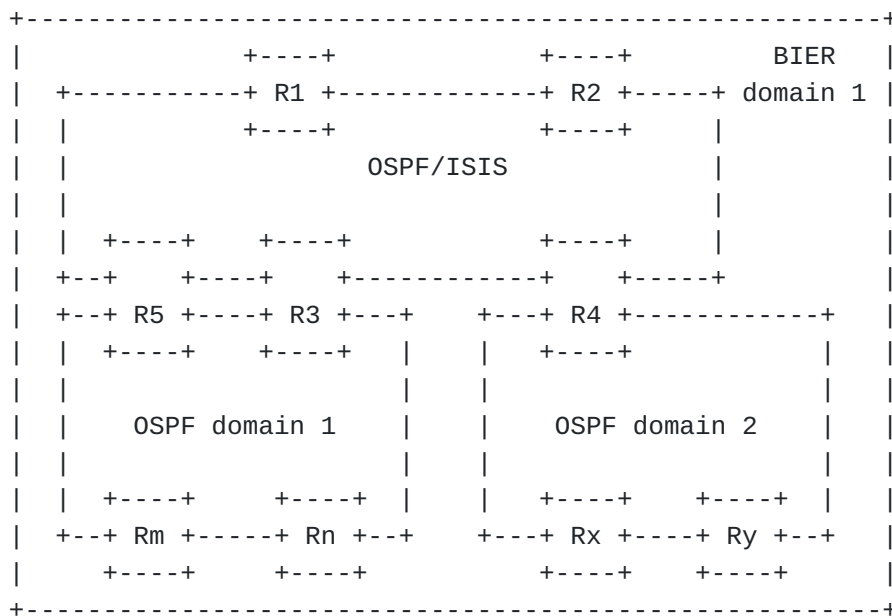 BIER
R1 R2 domain 1
OSPF/ISIS
R5 R3 R4
OSPF domain 1 OSPF domain 2
Rm Rn Rx Ry